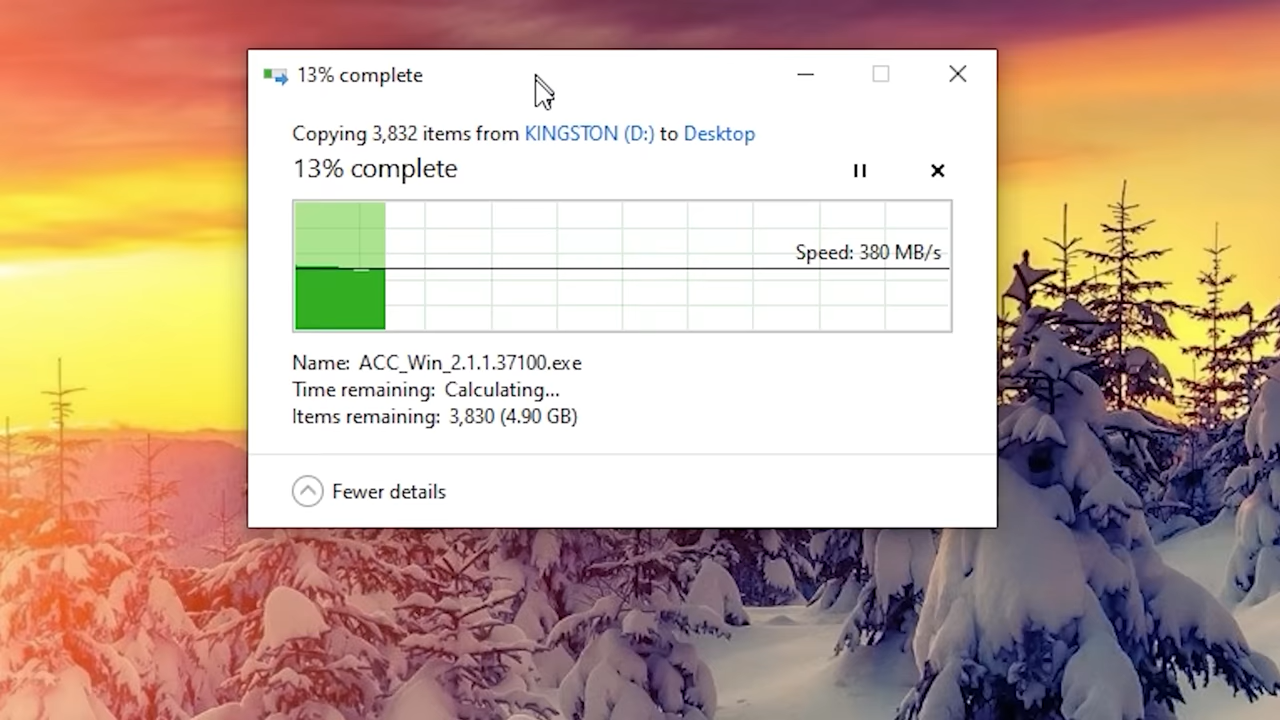 13% complete
Copying 3,832 items from KINGSTON (D:) to Desktop
13% complete
Speed: 380 MB/s
Name: ACC_Win_2.1.1.37100.exe
Time remaining: Calculating...
Items remaining: 3,830 (4.90 GB)
Fewer details